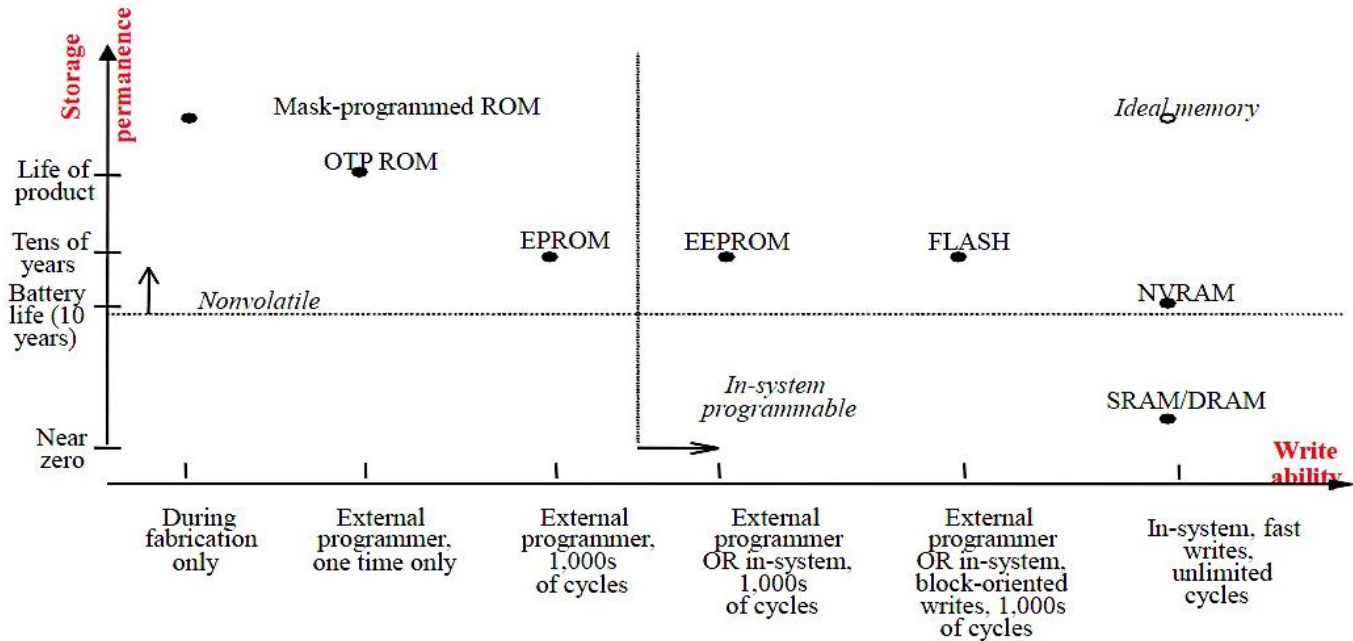 Storage
permanence
Mask-programmed ROM
Ideal memory
OTP ROM
Life of
product
EPROM
EEPROM
FLASH
Tens of
years
NVRAM
Nonvolatile
Battery
life (10
years)
In-system
programmable
SRAM/DRAM
Near
zero
Write
ability
During
fabrication
only
External
programmer,
one time only
External
programmer,
1,000s
of cycles
External
programmer
OR in-system,
1,000s
of cycles
External
programmer
OR in-system,
block-oriented
writes, 1,000s
of cycles
In-system, fast
writes,
unlimited
cycles